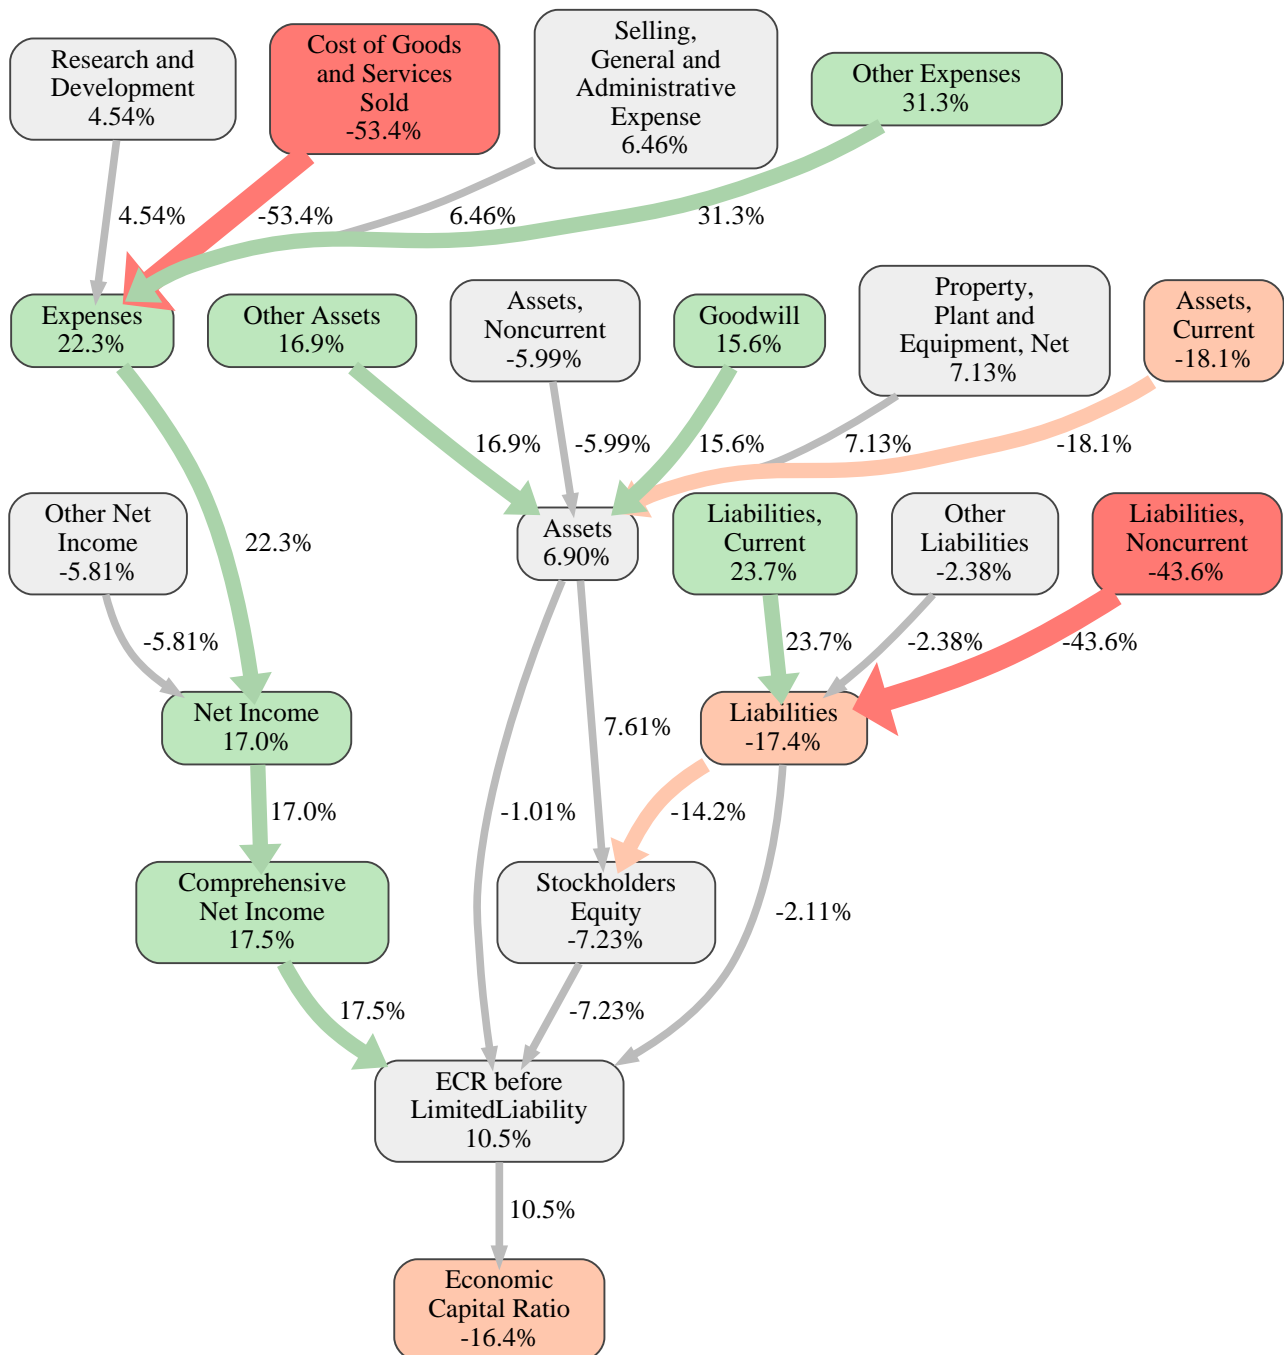 Research and
Development
4.54%
Cost of Goods
and Services
Sold
-53.4%
Selling,
General and
Administrative
Expense
6.46%
Other Expenses
31.3%
4.54%
-53.4%
6.46%
31.3%
Expenses
22.3%
Other Assets
16.9%
Assets,
Noncurrent
-5.99%
Goodwill
15.6%
Property,
Plant and
Equipment, Net
7.13%
Assets,
Current
-18.1%
16.9%
-5.99%
15.6%
7.13%
-18.1%
Other Net
Income
-5.81%
22.3%
Assets
6.90%
Liabilities,
Current
23.7%
Other
Liabilities
-2.38%
Liabilities,
Noncurrent
-43.6%
-5.81%
23.7%
-2.38%
-43.6%
Net Income
17.0%
7.61%
Liabilities
-17.4%
17.0%
-1.01%
-14.2%
Comprehensive
Net Income
17.5%
Stockholders
Equity
-7.23%
-2.11%
17.5%
-7.23%
ECR before
LimitedLiability
10.5%
10.5%
Economic
Capital Ratio
-16.4%